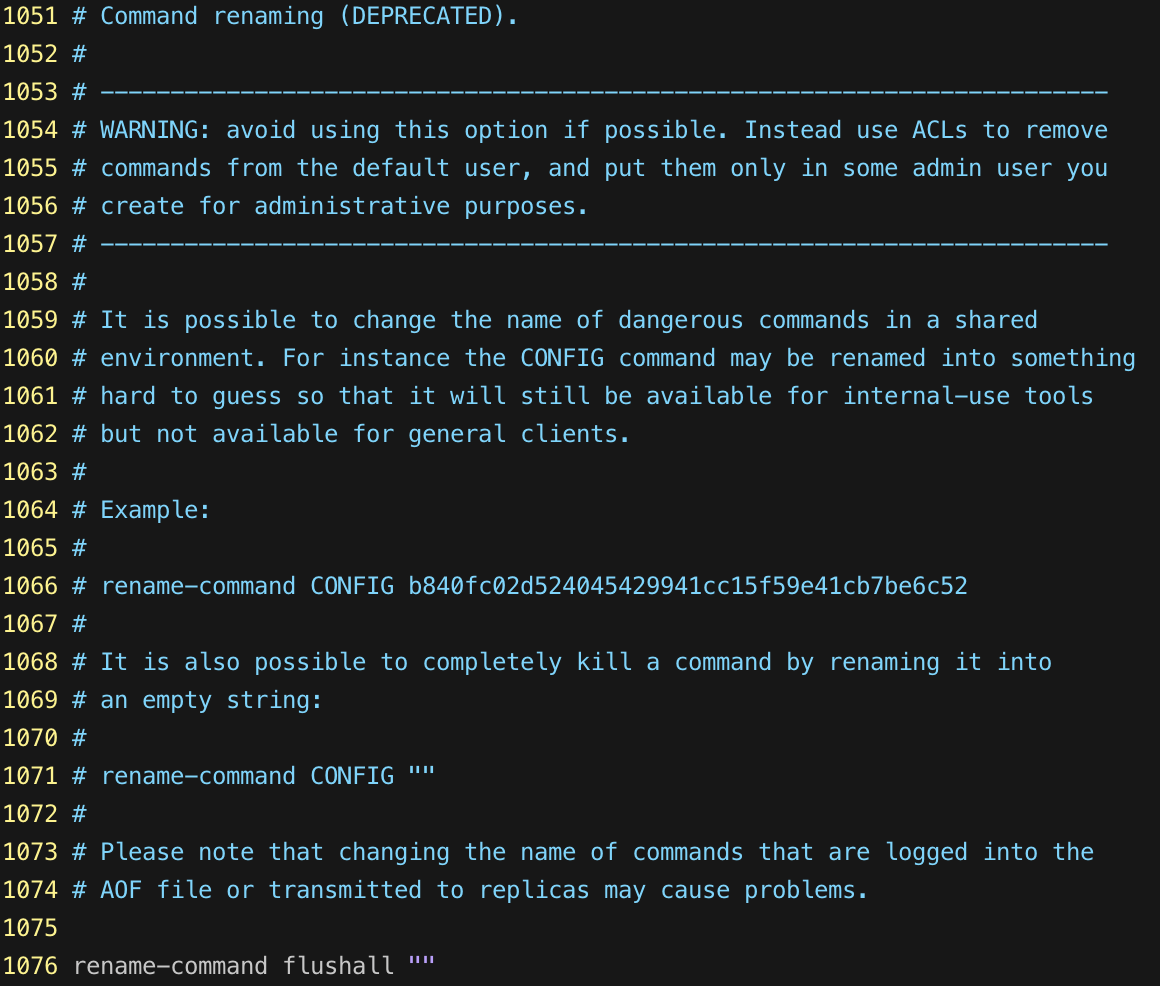 1051 # Command renaming (DEPRECATED).
1052 #
1053 # ------------------------------------------------------------------------
1054 # WARNING: avoid using this option if possible. Instead use ACLs to remove
1055 # commands from the default user, and put them only in some admin user you
1056 # create for administrative purposes.
1057 # ------------------------------------------------------------------------
1058 #
1059 # It is possible to change the name of dangerous commands in a shared
1060 # environment. For instance the CONFIG command may be renamed into something
1061 # hard to guess so that it will still be available for internal-use tools
1062 # but not available for general clients.
1063 #
1064 # Example:
1065 #
1066 # rename-command CONFIG b840fc02d524045429941cc15f59e41cb7be6c52
1067 #
1068 # It is also possible to completely kill a command by renaming it into
1069 # an empty string:
1070 #
1071 # rename-command CONFIG ""
1072 #
1073 # Please note that changing the name of commands that are logged into the
1074 # AOF file or transmitted to replicas may cause problems.
1075
1076 rename-command flushall ""